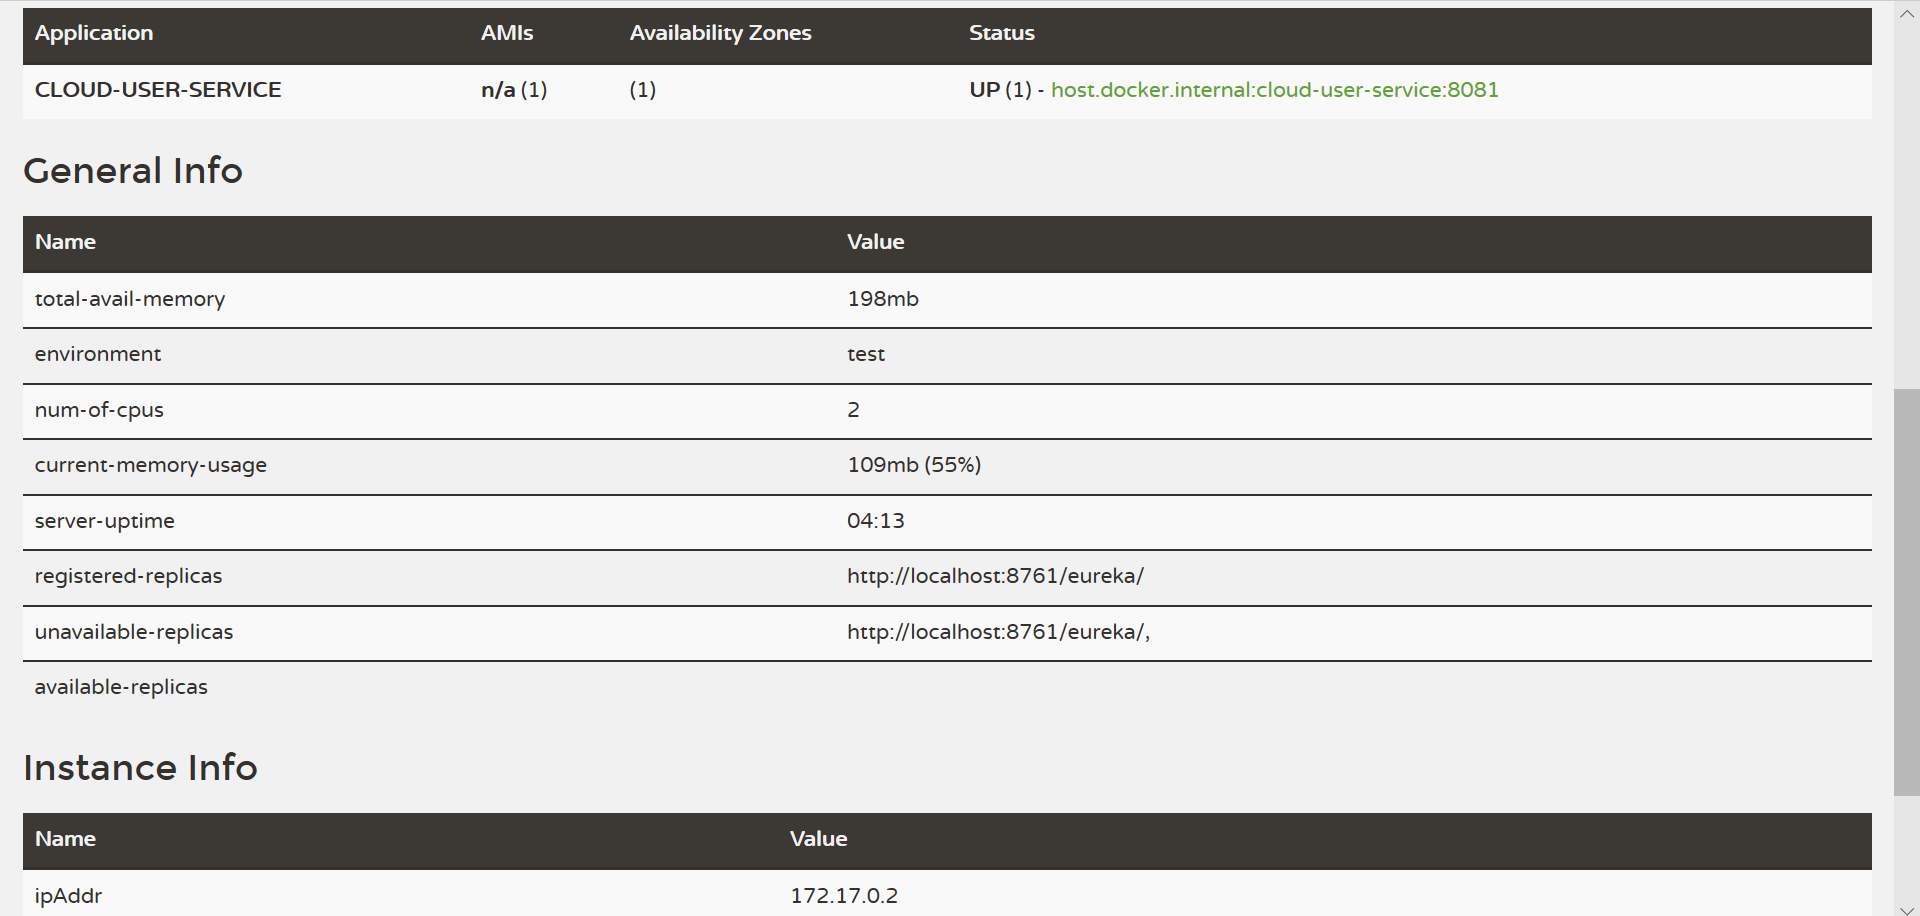 Application AMIs Availability Zones Status
CLOUD-USER-SERVICE n/a (1) (1) UP (1) - host.docker.internal:cloud-user-service:8081
General Info
Name Value
total-avail-memory 198mb
environment test
num-of-cpus 2
current-memory-usage 109mb (55%)
server-uptime 04:13
registered-replicas http://localhost:8761/eureka/
unavailable-replicas http://localhost:8761/eureka/,
available-replicas
Instance Info
Name Value
ipAddr 172.17.0.2